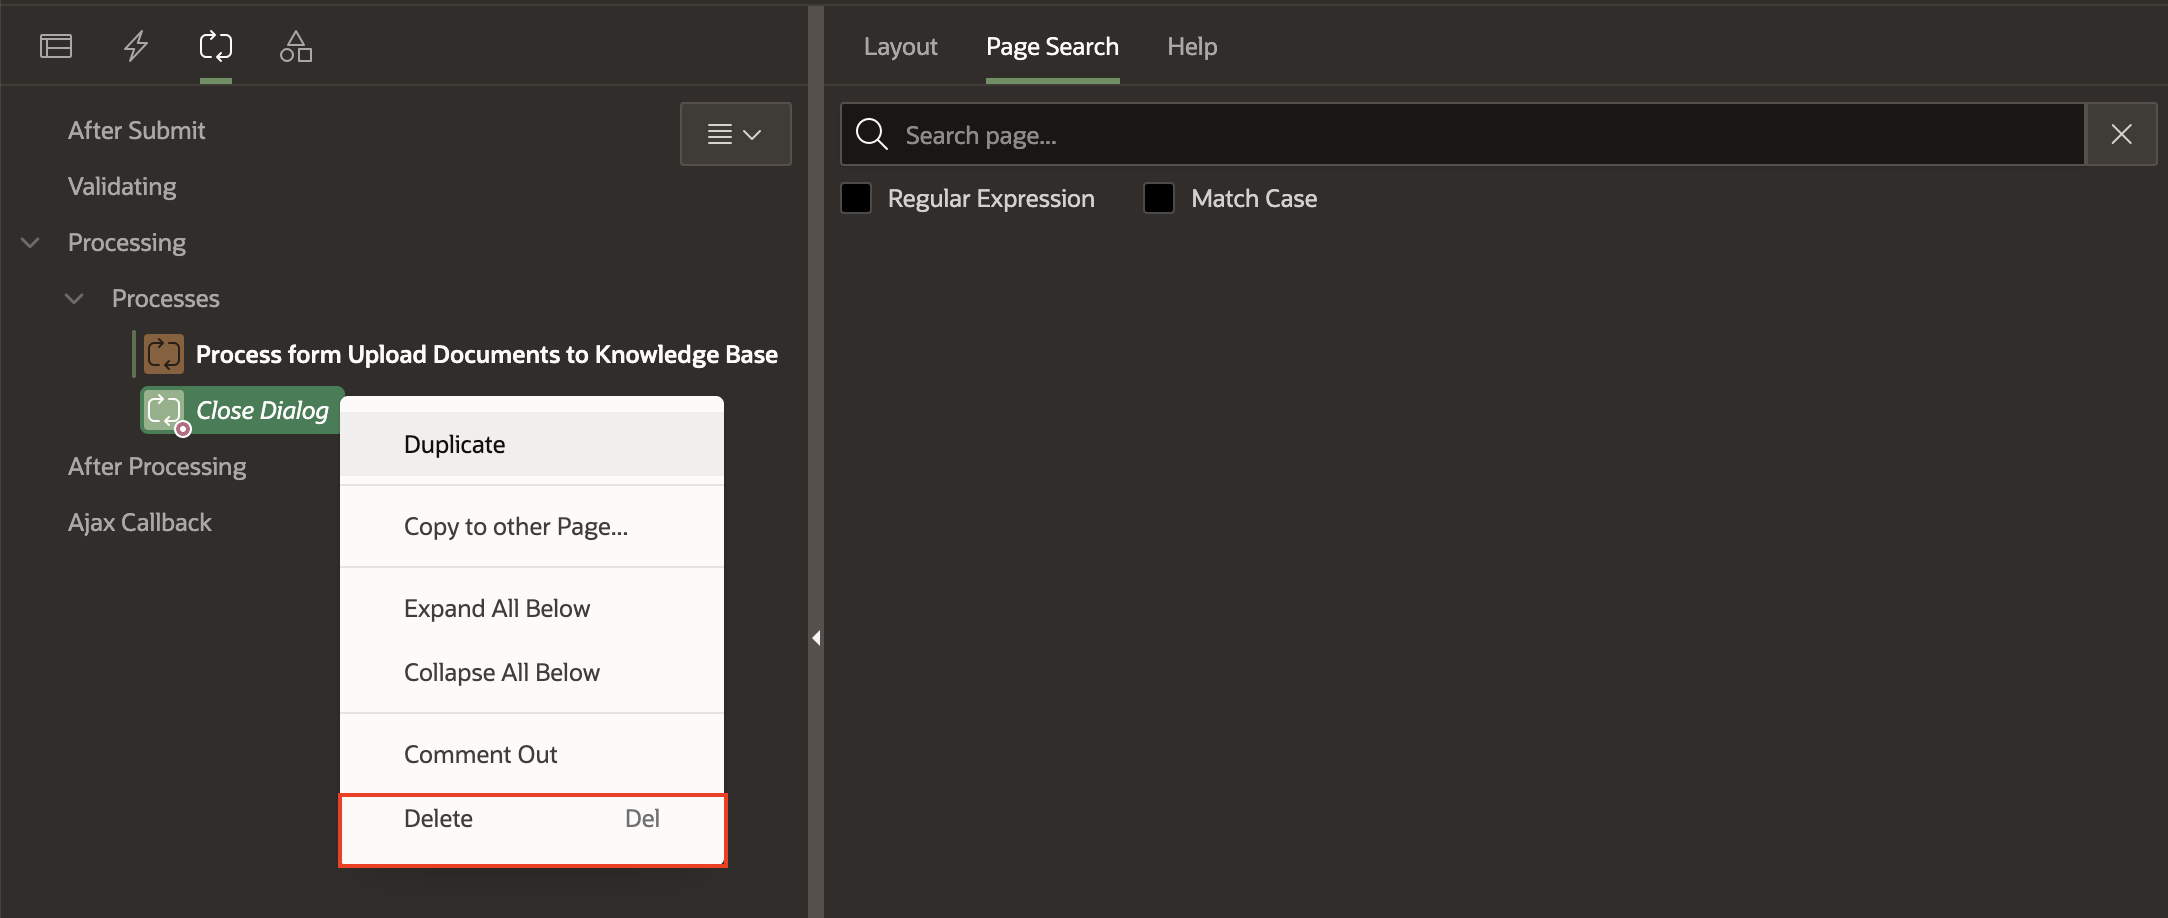 Layout Page Search Help
After Submit
Validating
Processing
Processes
Process form Upload Documents to Knowledge Base
Close Dialog
After Processing
Ajax Callback
Duplicate
Copy to other Page...
Expand All Below
Collapse All Below
Comment Out
Delete Del
Search page...
Regular Expression Match Case